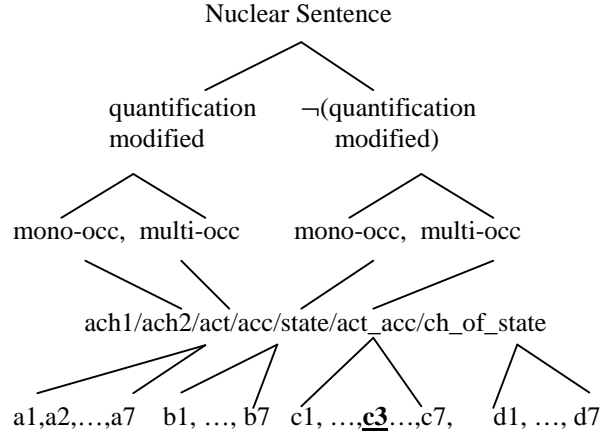 Nuclear Sentence
quantification ¬(quantification
modified modified)
mono-occ, multi-occ mono-occ, multi-occ
ach1/ach2/act/acc/state/act_acc/ch_of_state
a1,a2,…,a7 b1, …, b7 c1, …,c3…,c7, d1, …, d7